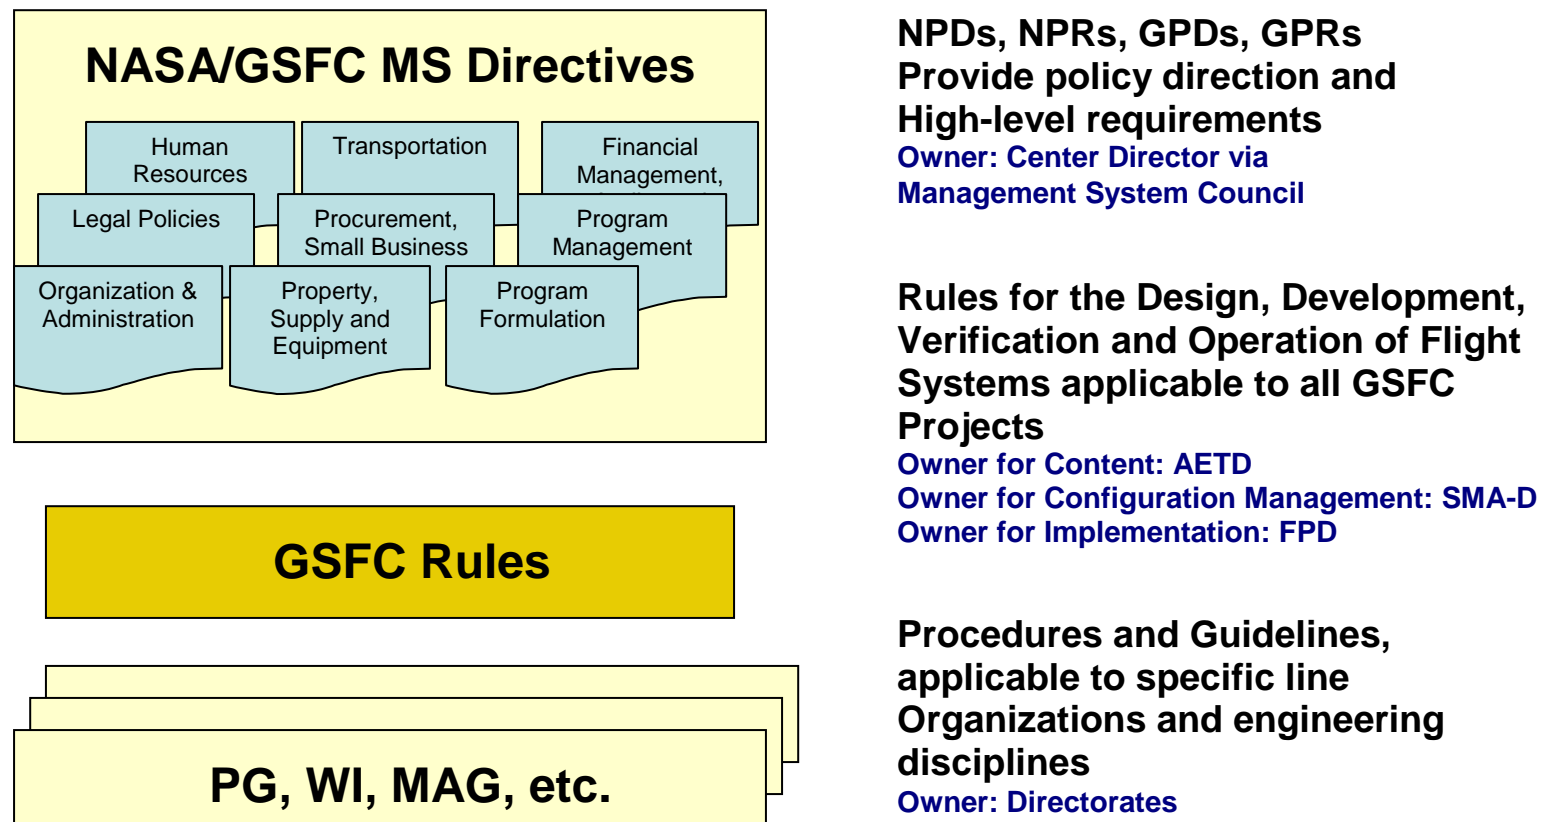 NASA/GSFC MS Directives
Human
Resources
Transportation
Financial
Management,
Legal Policies
Procurement,
Small Business
Program
Management
Organization &
Administration
Property,
Supply and
Equipment
Program
Formulation
NPDs, NPRs, GPDs, GPRs
Provide policy direction and
High-level requirements
Owner: Center Director via
Management System Council
GSFC Rules
Rules for the Design, Development,
Verification and Operation of Flight
Systems applicable to all GSFC
Projects
Owner for Content: AETD
Owner for Configuration Management: SMA-D
Owner for Implementation: FPD
PG, WI, MAG, etc.
Procedures and Guidelines,
applicable to specific line
Organizations and engineering
disciplines
Owner: Directorates